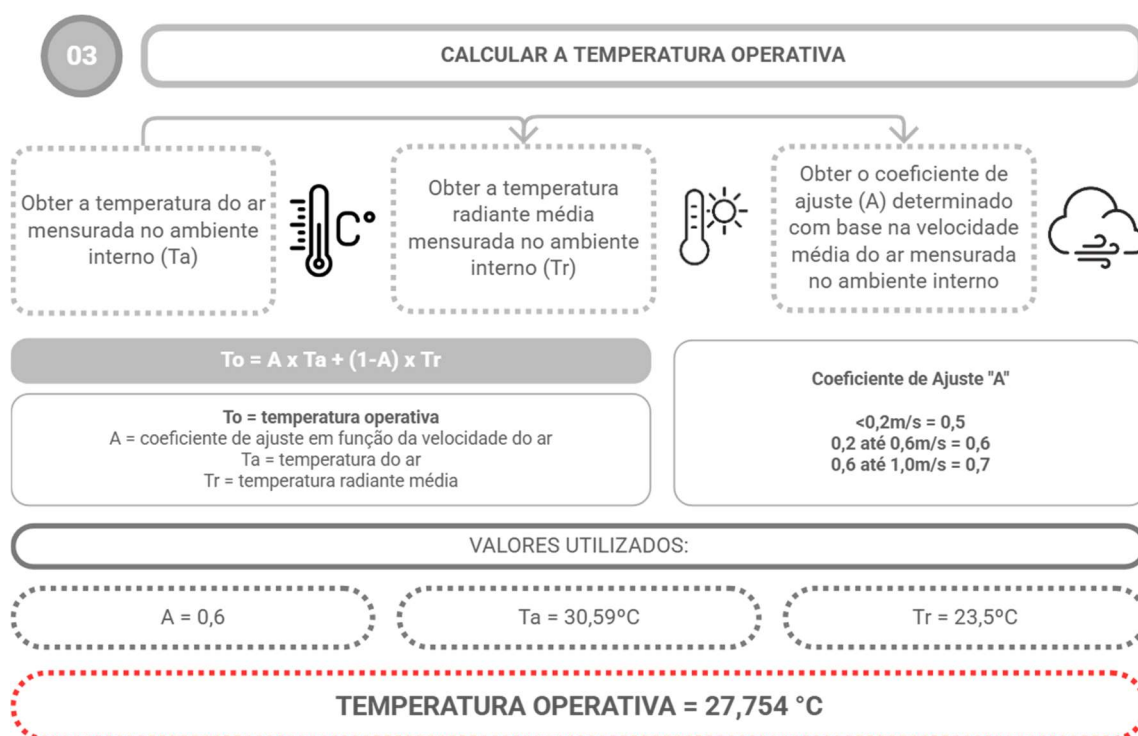 03
CALCULAR A TEMPERATURA OPERATIVA
Obter a temperatura do ar
mensurada no ambiente
interno (Ta)
C°
Obter a temperatura
radiante média
mensurada no ambiente
interno (Tr)
Obter o coeficiente de
ajuste (A) determinado
com base na velocidade
média do ar mensurada
no ambiente interno
To = A x Ta + (1-A) x Tr
To = temperatura operativa
A = coeficiente de ajuste em função da velocidade do ar
Ta = temperatura do ar
Tr = temperatura radiante média
Coeficiente de Ajuste "A"
<0,2m/s = 0,5
0,2 até 0,6m/s = 0,6
0,6 até 1,0m/s = 0,7
VALORES UTILIZADOS:
A = 0,6
Ta = 30,59ºC
Tr = 23,5ºC
TEMPERATURA OPERATIVA = 27,754 °C